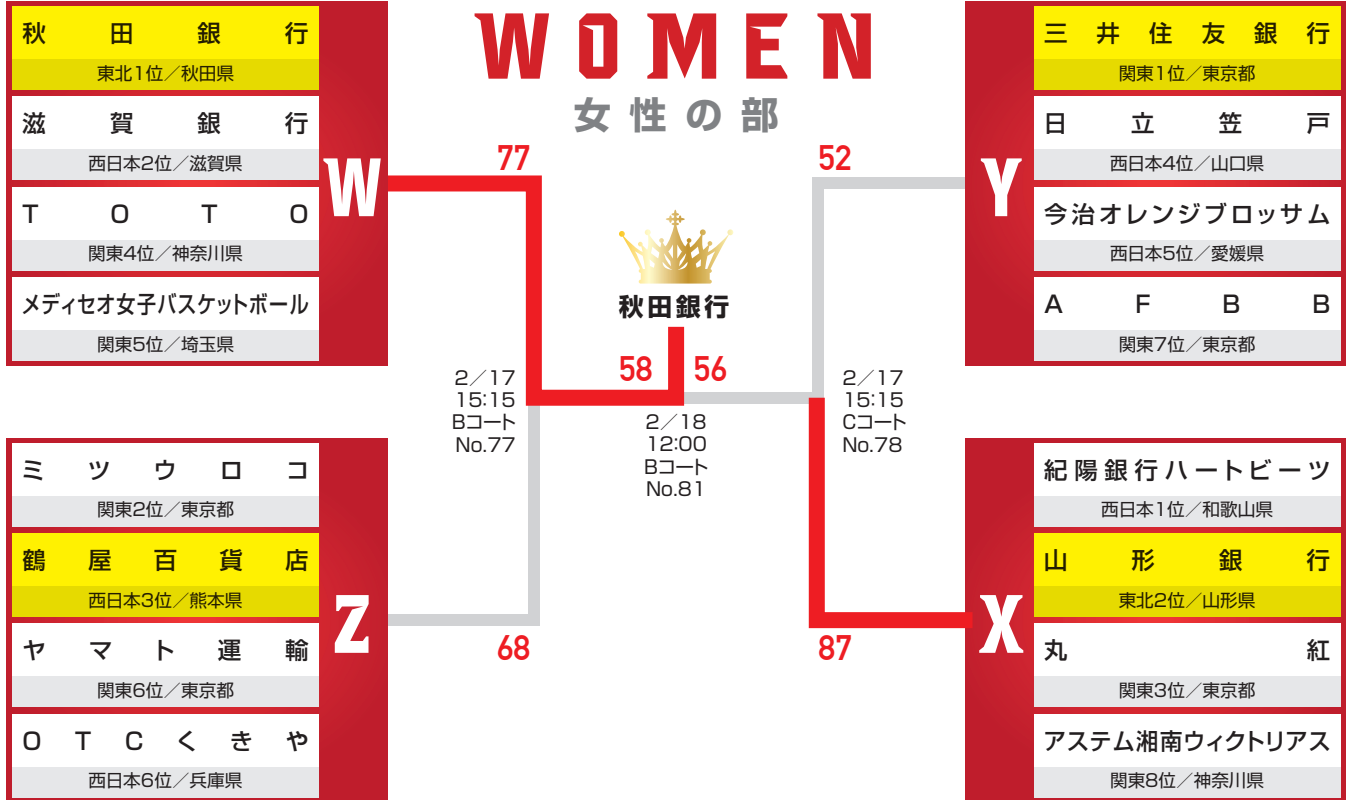 WOMEN
女性の部
秋田銀行
東北1位／秋田県
滋賀銀行
西日本2位／滋賀県
TOTO
関東4位／神奈川県
メディセオ女子バスケットボール
関東5位／埼玉県
W
77
ミツウロコ
関東2位／東京都
鶴屋百貨店
西日本3位／熊本県
ヤマト運輸
関東6位／東京都
OTCくきや
西日本6位／兵庫県
Z
68
2／17
15:15
Bコート
No.77
秋田銀行
58 56
2／18
12:00
Bコート
No.81
52
Y
三井住友銀行
関東1位／東京都
日立笠戸
西日本4位／山口県
今治オレンジブロッサム
西日本5位／愛媛県
AFBB
関東7位／東京都
2／17
15:15
Cコート
No.78
87
X
紀陽銀行ハートビーツ
西日本1位／和歌山県
山形銀行
東北2位／山形県
丸紅
関東3位／東京都
アステム湘南ヴィクトリアス
関東8位／神奈川県